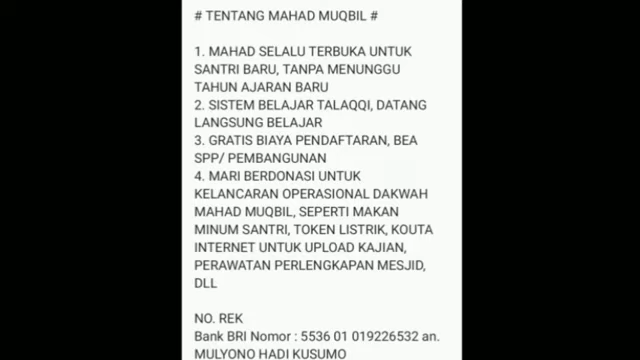 # TENTANG MAHAD MUQBIL #
1. MAHAD SELALU TERBUKA UNTUK
SANTRI BARU, TANPA MENUNGGU
TAHUN AJARAN BARU
2. SISTEM BELAJAR TALAQQI, DATANG
LANGSUNG BELAJAR
3. GRATIS BIAYA PENDAFTARAN, BEA
SPP/ PEMBANGUNAN
4. MARI BERDONASI UNTUK
KELANCARAN OPERASIONAL DAKWAH
MAHAD MUQBIL, SEPERTI MAKAN
MINUM SANTRI, TOKEN LISTRIK, KOUTA
INTERNET UNTUK UPLOAD KAJIAN,
PERAWATAN PERLENGKAPAN MESJID,
DLL
NO. REK
Bank BRI Nomor : 5536 01 019226532 an.
MULYONO HADI KUSUMO